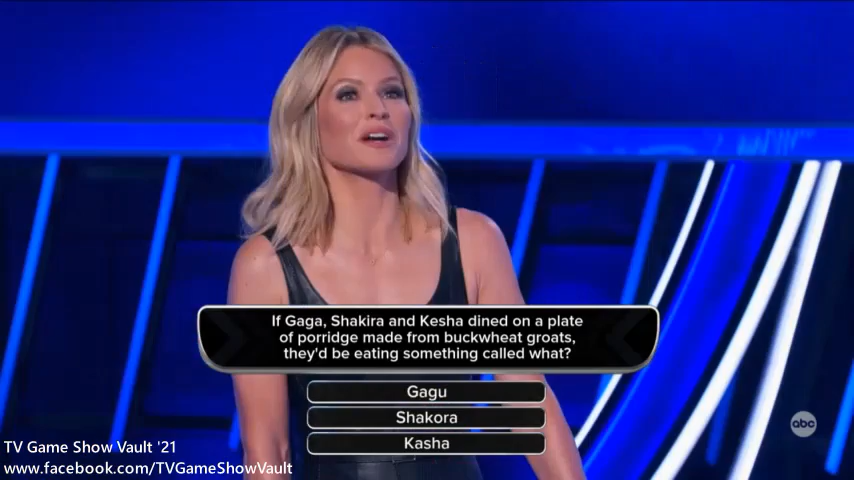 If Gaga, Shakira and Kesha dined on a plate
of porridge made from buckwheat groats,
they'd be eating something called what?
Gagu
Shakora
Kasha
abc
TV Game Show Vault '21
www.facebook.com/TVGameShowVault